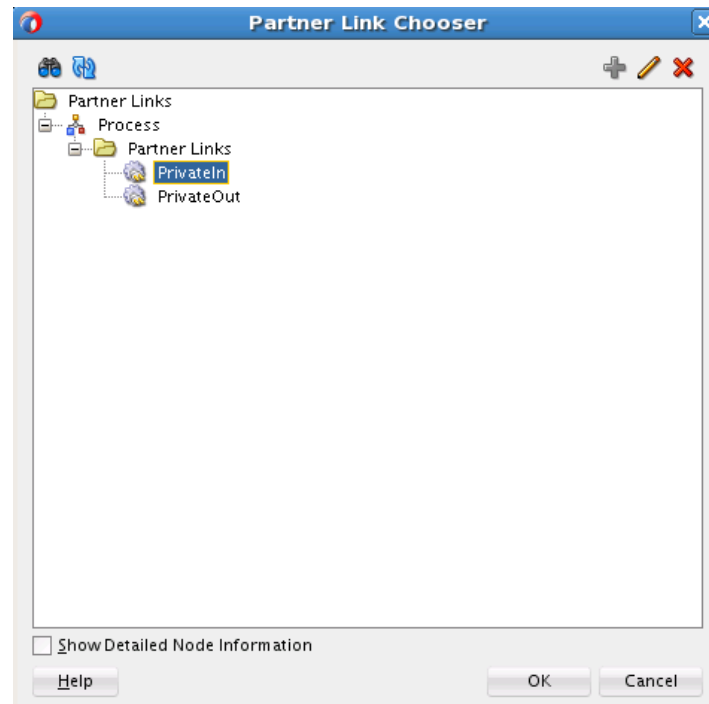 Partner Link Chooser
Partner Links
Process
Partner Links
PrivateIn
PrivateOut
Show Detailed Node Information
Help OK Cancel